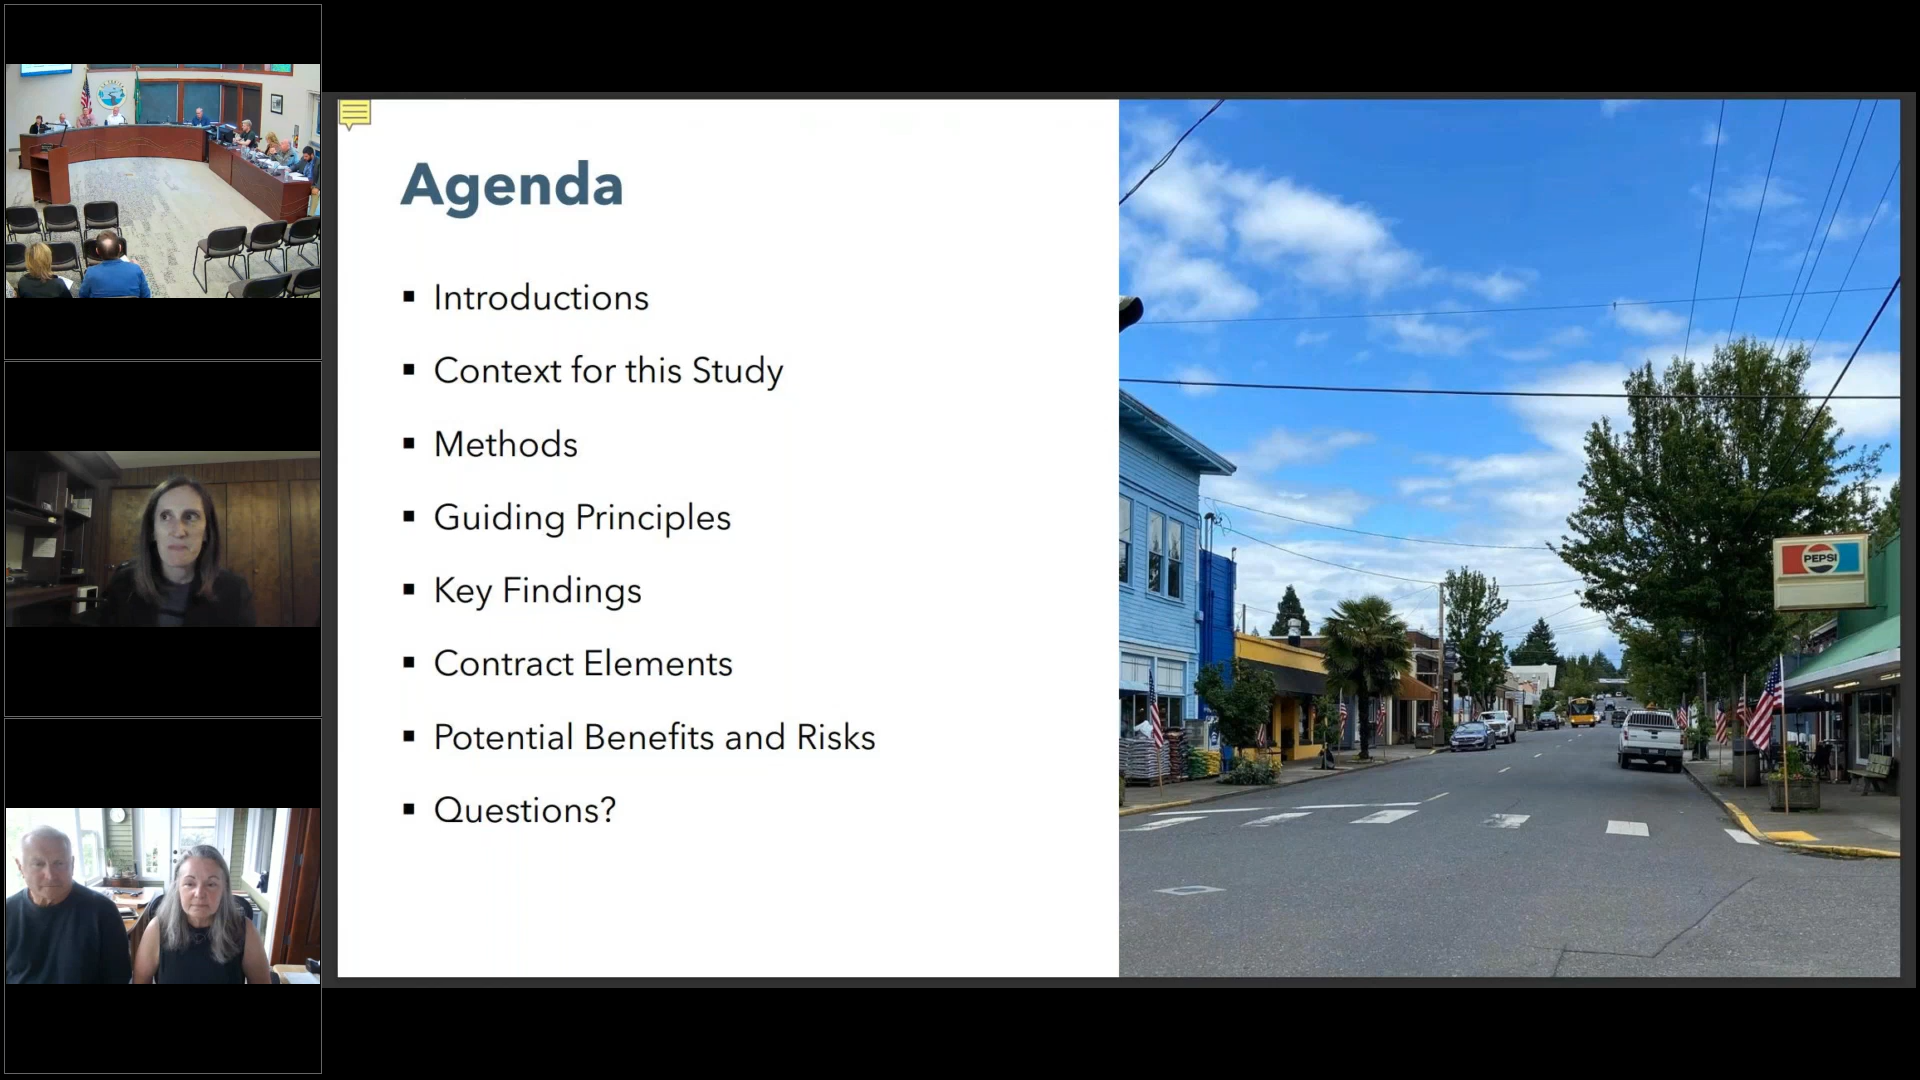 Agenda
Introductions
Context for this Study
Methods
Guiding Principles
Key Findings
Contract Elements
Potential Benefits and Risks
Questions?
PEPSI